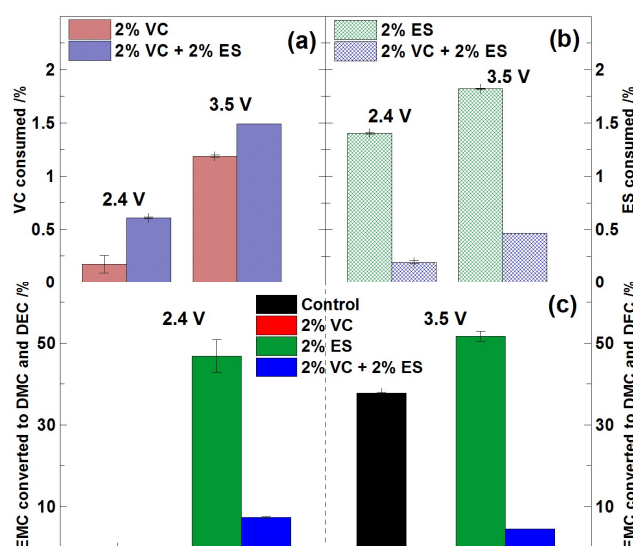 2% VC
2% VC + 2% ES
(a)
2% ES
2% VC + 2% ES
(b)
VC consumed /%
2
1.5
1
0.5
0
2.4 V
3.5 V
2.4 V
3.5 V
2
1.5
1
0.5
0
ES consumed /%
EMC converted to DMC and DEC /%
50
30
10
2.4 V
Control
2% VC
2% ES
2% VC + 2% ES
3.5 V
(c)
50
30
10
EMC converted to DMC and DEC /%